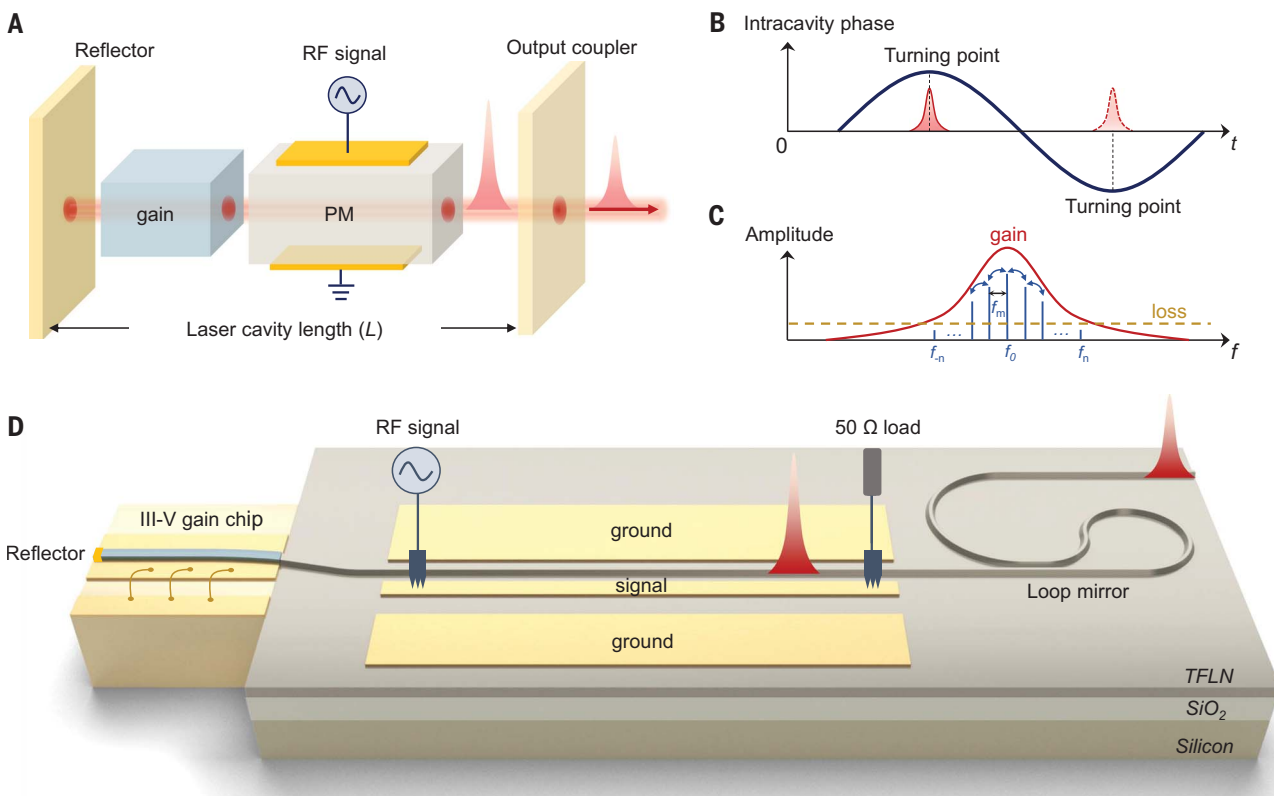 A
Reflector
RF signal
Output coupler
gain
PM
Laser cavity length (L)
B
Intracavity phase
Turning point
0
t
Turning point
C
Amplitude
gain
fm
loss
...
...
f-n
f0
fn
f
D
RF signal
50 Ω load
III-V gain chip
ground
Reflector
signal
Loop mirror
ground
TFLN
SiO2
Silicon